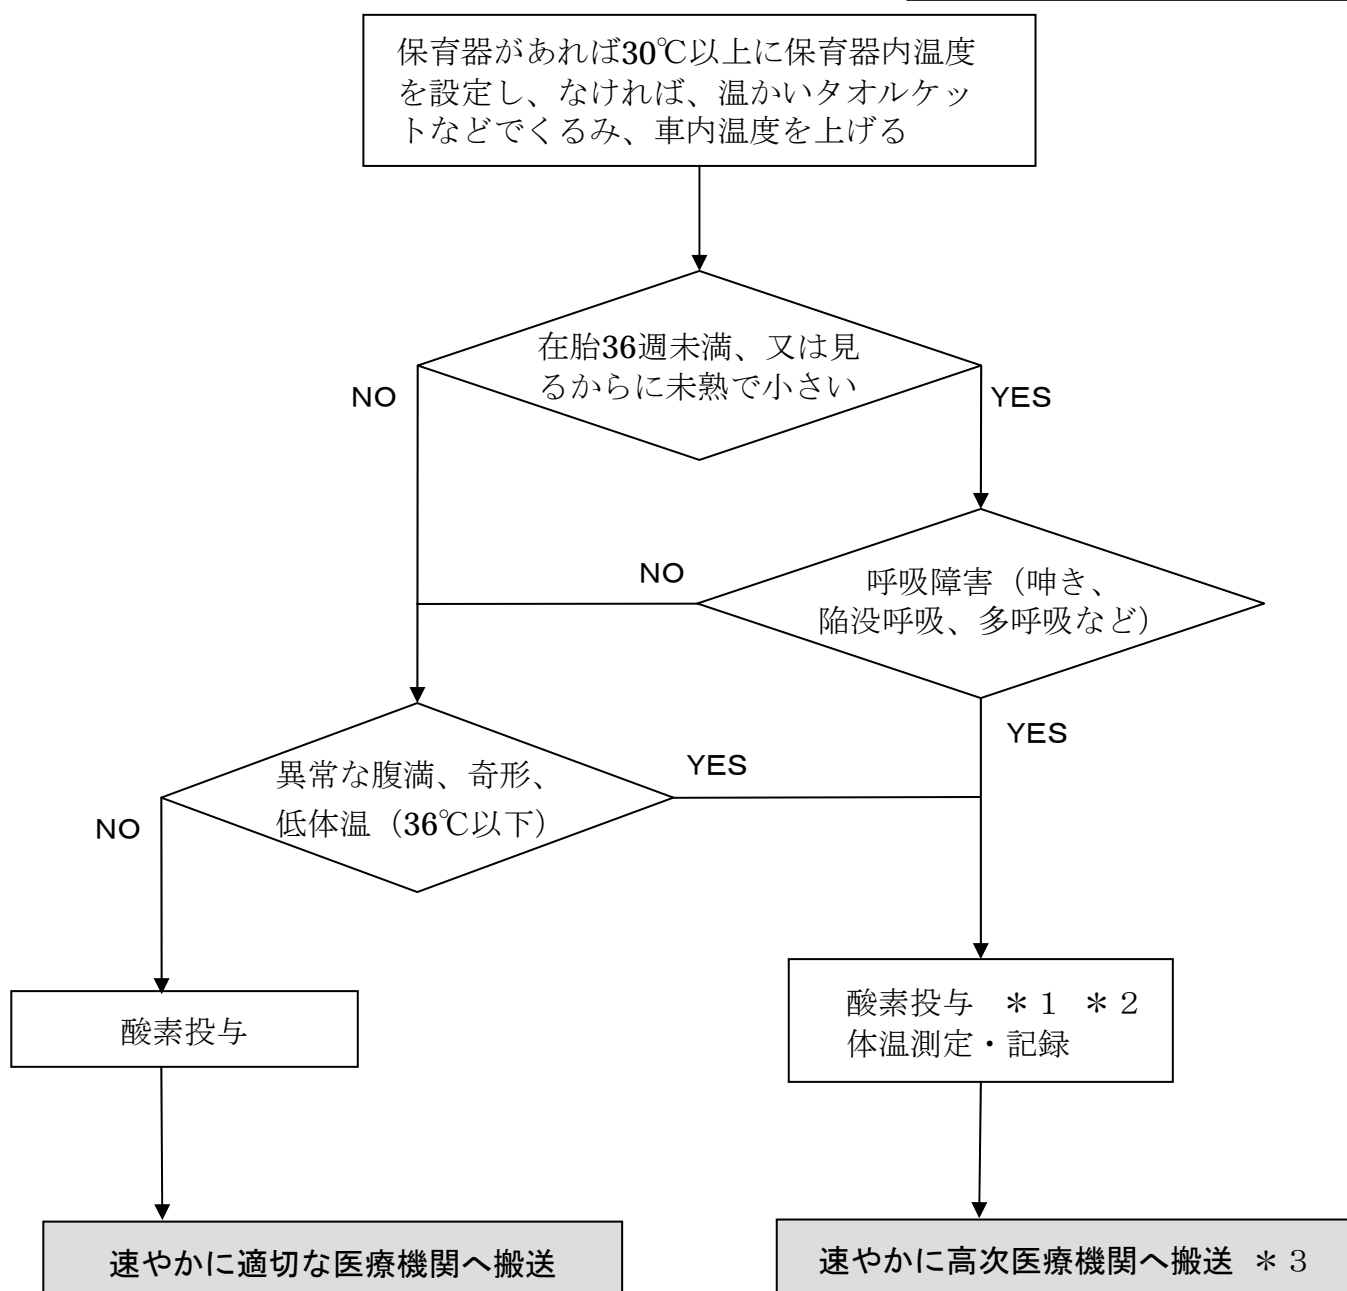 保育器があれば30℃以上に保育器内温度
を設定し、なければ、温かいタオルケッ
トなどでくるみ、車内温度を上げる
在胎36週未満、又は見
るからに未熟で小さい
NO
YES
呼吸障害（呻き、
陥没呼吸、多呼吸など）
NO
YES
異常な腹満、奇形、
低体温（36℃以下）
YES
NO
酸素投与　＊１　＊２
体温測定・記録
酸素投与
速やかに適切な医療機関へ搬送
速やかに高次医療機関へ搬送　＊３